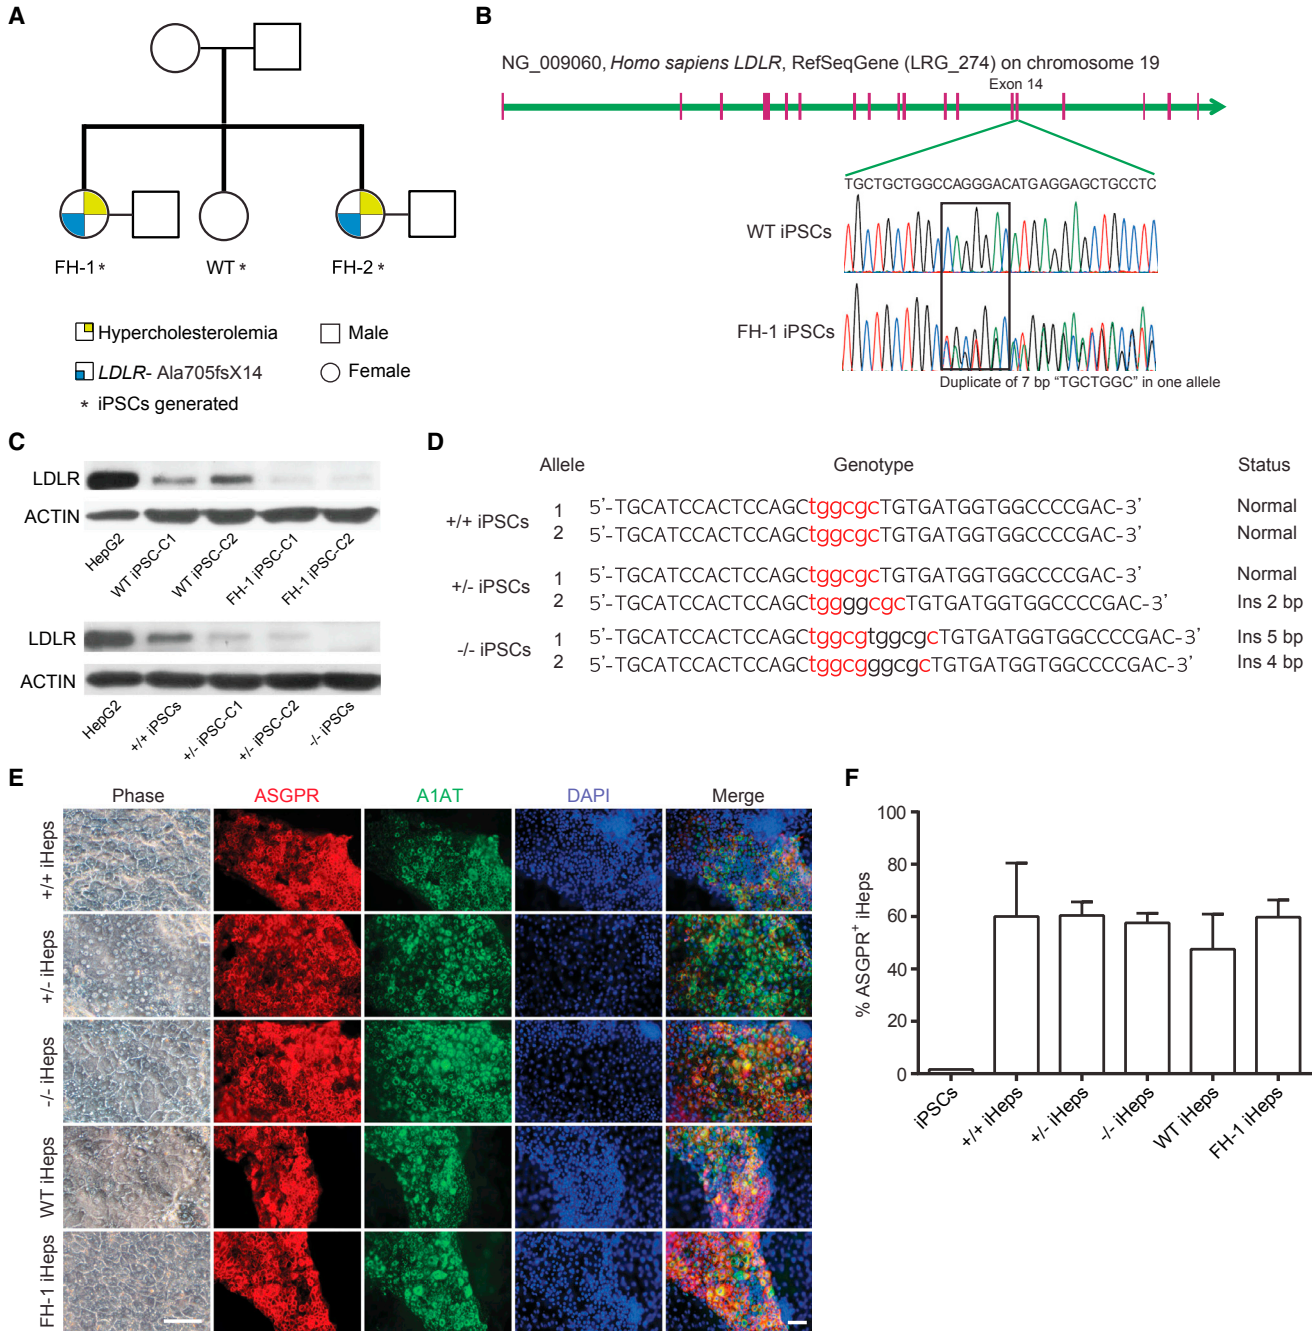 A
FH-1*
WT*
FH-2*
Hypercholesterolemia
Male
LDLR- Ala705fsX14
Female
* iPSCs generated
B
NG_009060, Homo sapiens LDLR, RefSeqGene (LRG_274) on chromosome 19
Exon 14
TGCTGCTGGCCAGGGACATGAGGAGCTGCCTC
WT iPSCs
FH-1 iPSCs
Duplicate of 7 bp “TGCTGGC” in one allele
C
LDLR
ACTIN
HepG2
WT iPSC-C1
WT iPSC-C2
FH-1 iPSC-C1
FH-1 iPSC-C2
LDLR
ACTIN
HepG2
+/+ iPSCs
+/- iPSC-C1
+/- iPSC-C2
-/- iPSCs
D
Allele Genotype Status
+/+ iPSCs
1 5’-TGCATCCACTCCAGCtggcgcTGTGATGGTGGCCCCGAC-3’ Normal
2 5’-TGCATCCACTCCAGCtggcgcTGTGATGGTGGCCCCGAC-3’ Normal
+/- iPSCs
1 5’-TGCATCCACTCCAGCtggcgcTGTGATGGTGGCCCCGAC-3’ Normal
2 5’-TGCATCCACTCCAGCtggggcgcTGTGATGGTGGCCCCGAC-3’ Ins 2 bp
-/- iPSCs
1 5’-TGCATCCACTCCAGCtggcgtggcgcTGTGATGGTGGCCCCGAC-3’ Ins 5 bp
2 5’-TGCATCCACTCCAGCtggcgggcgcTGTGATGGTGGCCCCGAC-3’ Ins 4 bp
E
Phase ASGPR A1AT DAPI Merge
+/+ iHeps
+/- iHeps
-/- iHeps
WT iHeps
FH-1 iHeps
F
% ASGPR+ iHeps
100
80
60
40
20
0
iPSCs
+/+ iHeps
+/- iHeps
-/- iHeps
WT iHeps
FH-1 iHeps